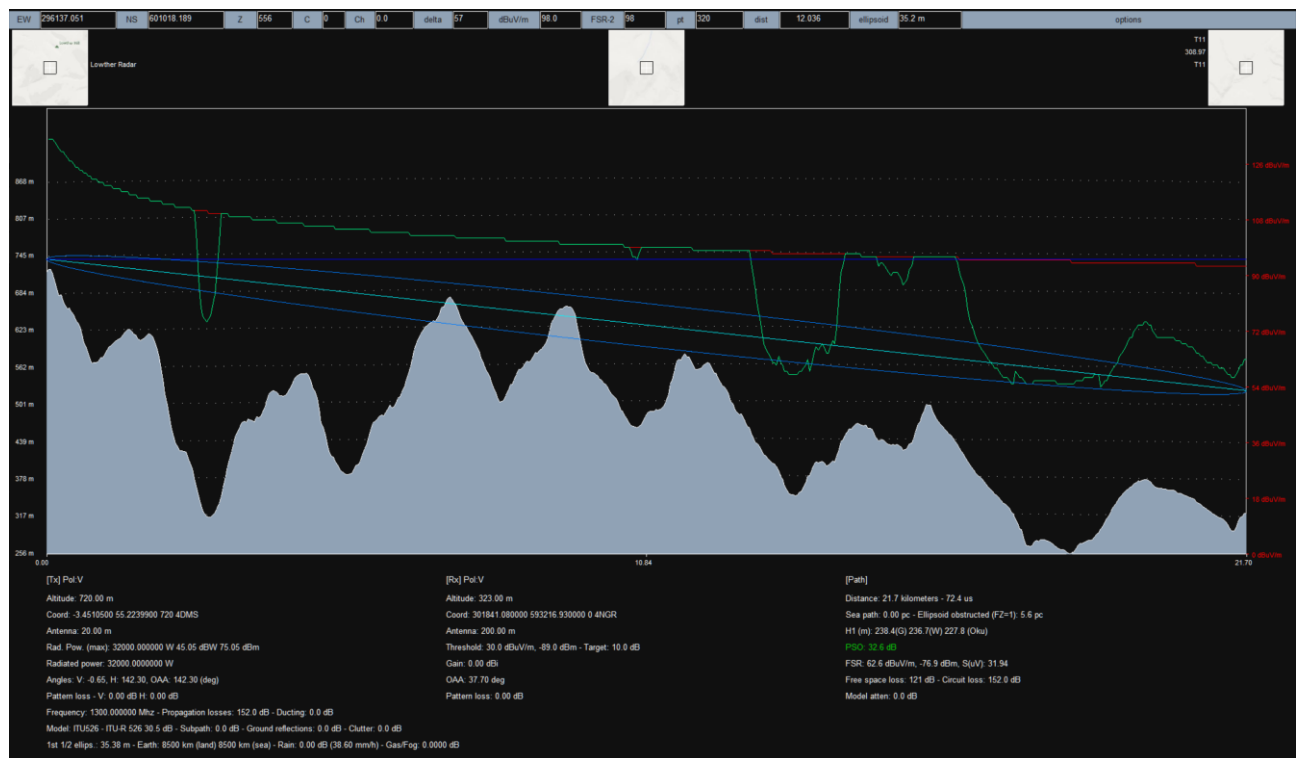 EW 296137.051 NS 601018.189 Z 556 C 0 Ch 0.0 delta 57 dBuV/m 98.0 FSR-2 98 pt 320 dist 12.036 ellipsoid 35.2 m options
Lowther Radar
T11
308.97
T11
868 m
807 m
745 m
684 m
623 m
562 m
501 m
439 m
378 m
317 m
256 m
126 dBuV/m
108 dBuV/m
90 dBuV/m
72 dBuV/m
54 dBuV/m
36 dBuV/m
18 dBuV/m
0 dBuV/m
0.00 10.84 21.70
[Tx] Pol:V
Altitude: 720.00 m
Coord: -3.4510500 55.2239900 720 4DMS
Antenna: 20.00 m
Rad. Pow. (max): 32000.000000 W 45.05 dBW 75.05 dBm
Radiated power: 32000.0000000 W
Angles: V: -0.65, H: 142.30, OAA: 142.30 (deg)
Pattern loss - V: 0.00 dB H: 0.00 dB
Frequency: 1300.000000 Mhz - Propagation losses: 152.0 dB - Ducting: 0.0 dB
Model: ITU526 - ITU-R 526 30.5 dB - Subpath: 0.0 dB - Ground reflections: 0.0 dB - Clutter: 0.0 dB
1st 1/2 ellips.: 35.38 m - Earth: 8500 km (land) 8500 km (sea) - Rain: 0.00 dB (38.60 mm/h) - Gas/Fog: 0.0000 dB
[Rx] Pol:V
Altitude: 323.00 m
Coord: 301841.080000 593216.930000 0 4NGR
Antenna: 200.00 m
Threshold: 30.0 dBuV/m, -89.0 dBm - Target: 10.0 dB
Gain: 0.00 dBi
OAA: 37.70 deg
Pattern loss: 0.00 dB
[Path]
Distance: 21.7 kilometers - 72.4 us
Sea path: 0.00 pc - Ellipsoid obstructed (FZ=1): 5.6 pc
H1 (m): 238.4(G) 236.7(W) 227.8 (Oku)
PSO: 32.6 dB
FSR: 62.6 dBuV/m, -76.9 dBm, S(uV): 31.94
Free space loss: 121 dB - Circuit loss: 152.0 dB
Model atten: 0.0 dB